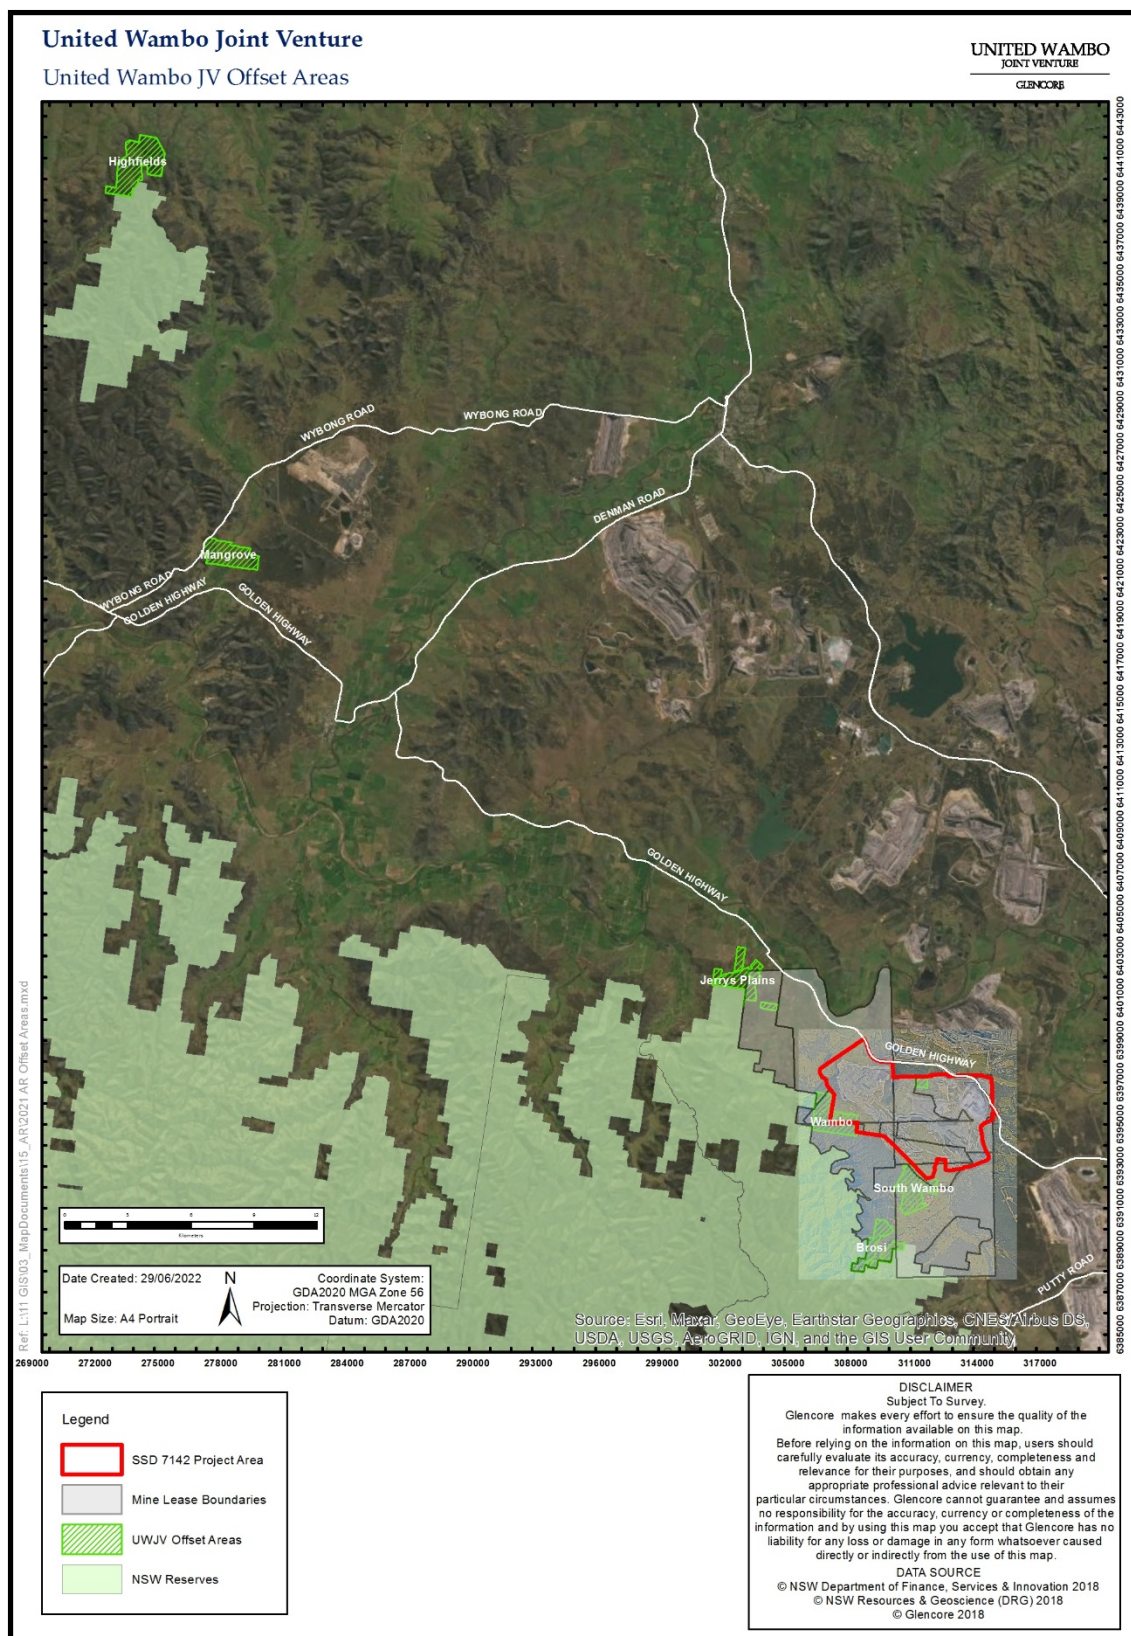 United Wambo Joint Venture
United Wambo JV Offset Areas
UNITED WAMBO
JOINT VENTURE
GLENCORE
Highfields
WYBONG ROAD
WYBONG ROAD
DENMAN ROAD
Mangrove
WYBONG ROAD
GOLDEN HIGHWAY
GOLDEN HIGHWAY
GOLDEN HIGHWAY
Jerrys Plains
GOLDEN HIGHWAY
Wambo
South Wambo
Brosi
PUTTY ROAD
6443000
6441000
6439000
6437000
6435000
6433000
6431000
6429000
6427000
6425000
6423000
6421000
6419000
6417000
6415000
6413000
6411000
6409000
6407000
6405000
6403000
6401000
6399000
6397000
6395000
6393000
6391000
6389000
6387000
6385000
Ref: L:\11 GIS\03_MapDocuments\15_AR\2021 AR Offset Areas.mxd
0 3 6 9 12
Kilometers
Date Created: 29/06/2022
Map Size: A4 Portrait
N
Coordinate System:
GDA2020 MGA Zone 56
Projection: Transverse Mercator
Datum: GDA2020
Source: Esri, Maxar, GeoEye, Earthstar Geographics, CNES/Airbus DS,
USDA, USGS, AeroGRID, IGN, and the GIS User Community
269000 272000 275000 278000 281000 284000 287000 290000 293000 296000 299000 302000 305000 308000 311000 314000 317000
Legend
SSD 7142 Project Area
Mine Lease Boundaries
UWJV Offset Areas
NSW Reserves
DISCLAIMER
Subject To Survey.
Glencore makes every effort to ensure the quality of the
information available on this map.
Before relying on the information on this map, users should
carefully evaluate its accuracy, currency, completeness and
relevance for their purposes, and should obtain any
appropriate professional advice relevant to their
particular circumstances. Glencore cannot guarantee and assumes
no responsibility for the accuracy, currency or completeness of the
information and by using this map you accept that Glencore has no
liability for any loss or damage in any form whatsoever caused
directly or indirectly from the use of this map.
DATA SOURCE
© NSW Department of Finance, Services & Innovation 2018
© NSW Resources & Geoscience (DRG) 2018
© Glencore 2018